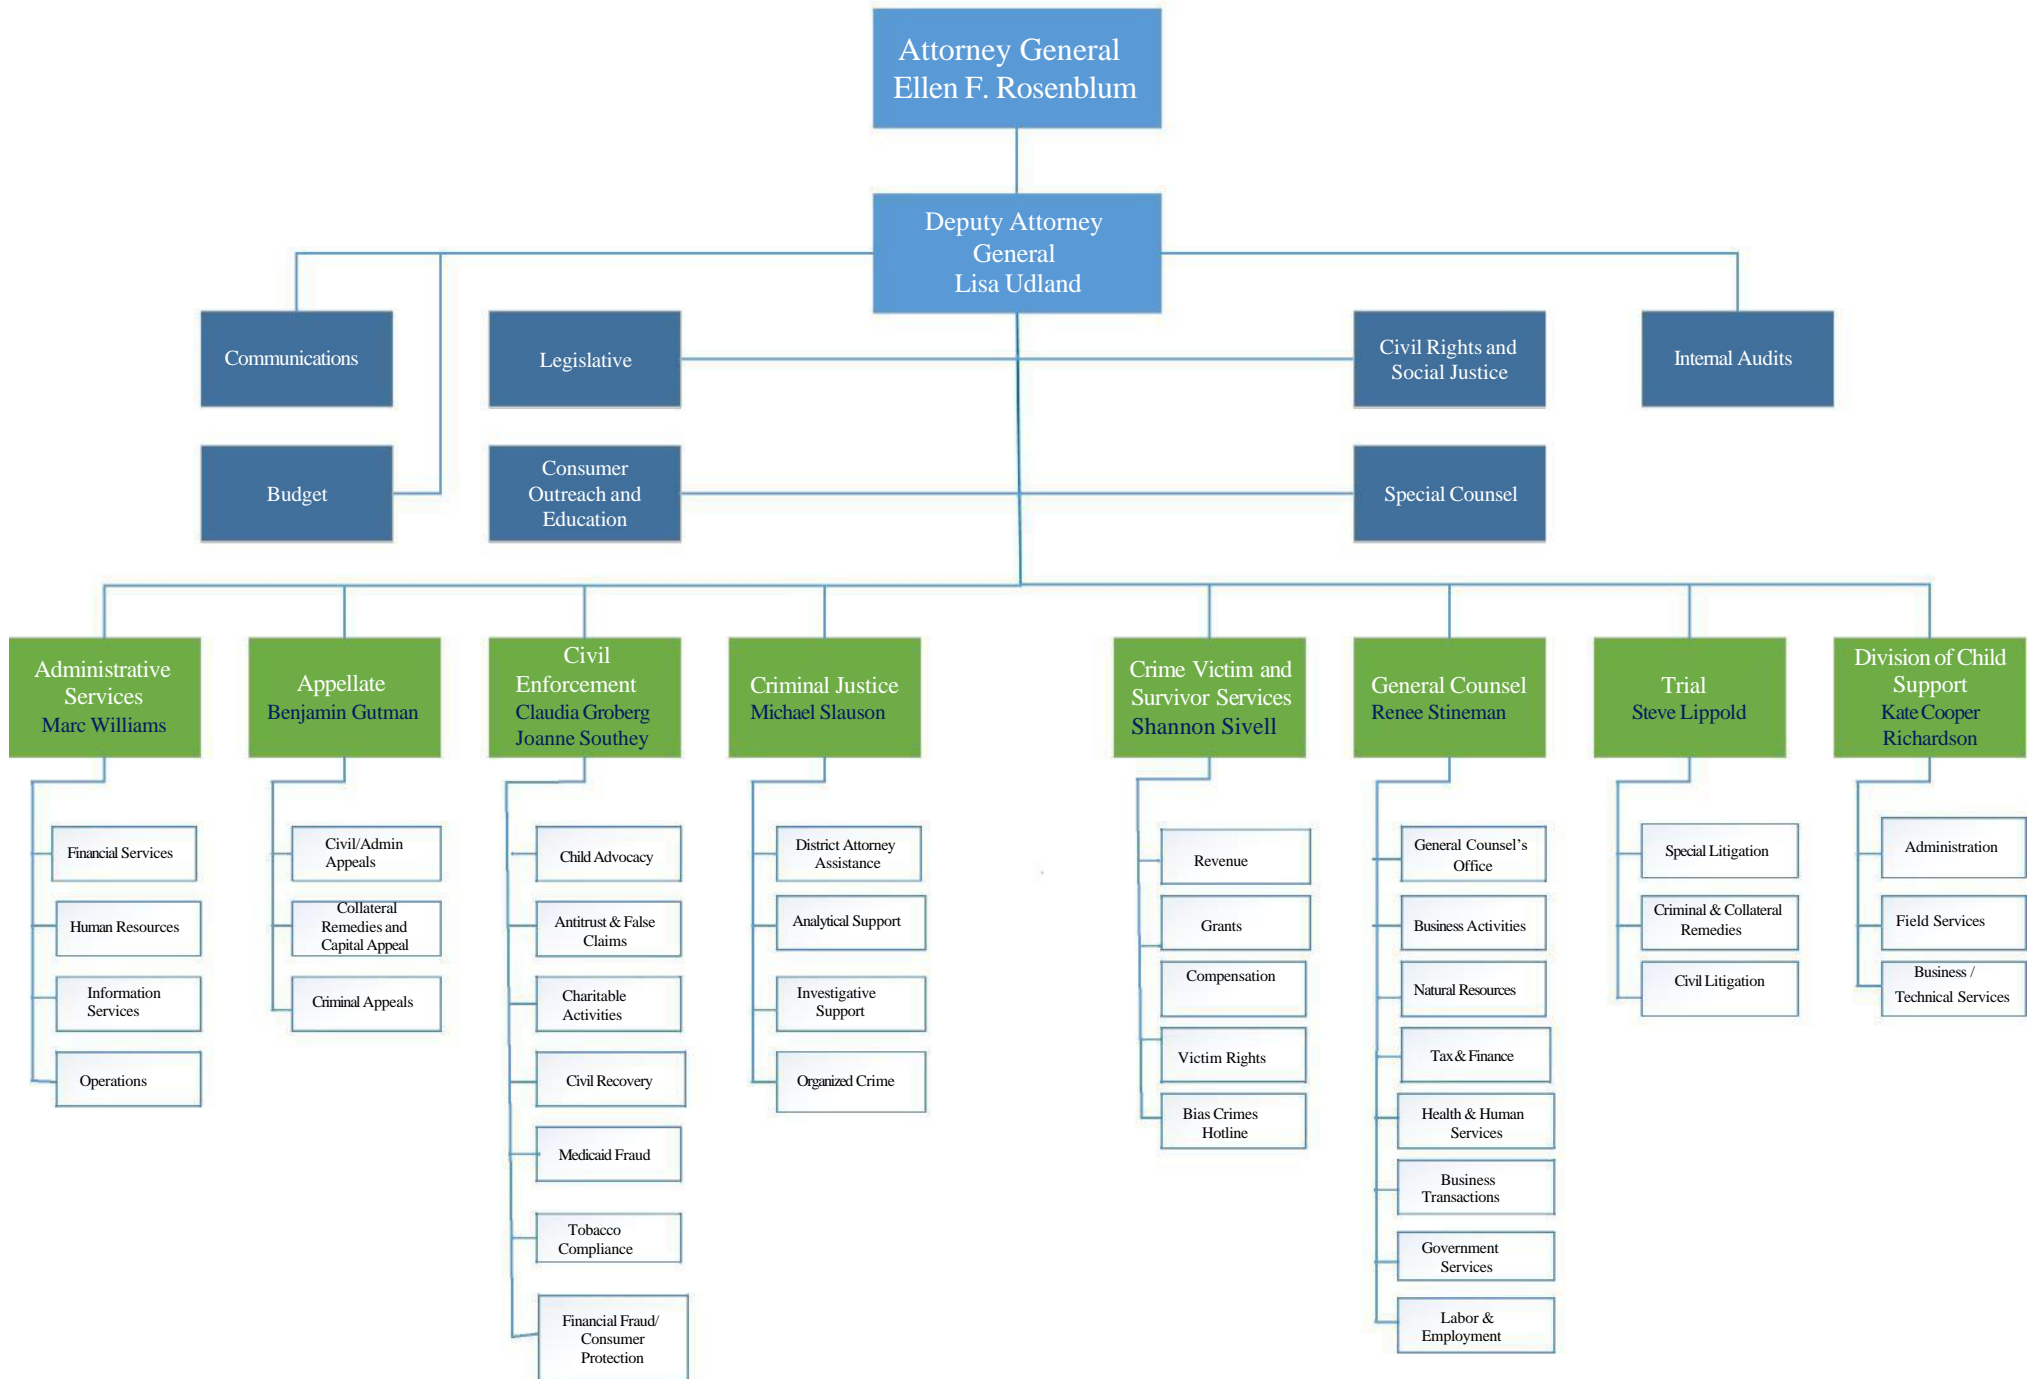 Attorney General
Ellen F. Rosenblum
Deputy Attorney
General
Lisa Udland
Communications
Legislative
Civil Rights and
Social Justice
Internal Audits
Budget
Consumer
Outreach and
Education
Special Counsel
Administrative
Services
Marc Williams
Appellate
Benjamin Gutman
Civil
Enforcement
Claudia Groberg
Joanne Southey
Criminal Justice
Michael Slauson
Crime Victim and
Survivor Services
Shannon Sivell
General Counsel
Renee Stineman
Trial
Steve Lippold
Division of Child
Support
Kate Cooper
Richardson
Financial Services
Human Resources
Information
Services
Operations
Civil/Admin
Appeals
Collateral
Remedies and
Capital Appeal
Criminal Appeals
Child Advocacy
Antitrust & False
Claims
Charitable
Activities
Civil Recovery
Medicaid Fraud
Tobacco
Compliance
Financial Fraud/
Consumer
Protection
District Attorney
Assistance
Analytical Support
Investigative
Support
Organized Crime
Revenue
Grants
Compensation
Victim Rights
Bias Crimes
Hotline
General Counsel’s
Office
Business Activities
Natural Resources
Tax & Finance
Health & Human
Services
Business
Transactions
Government
Services
Labor &
Employment
Special Litigation
Criminal & Collateral
Remedies
Civil Litigation
Administration
Field Services
Business /
Technical Services